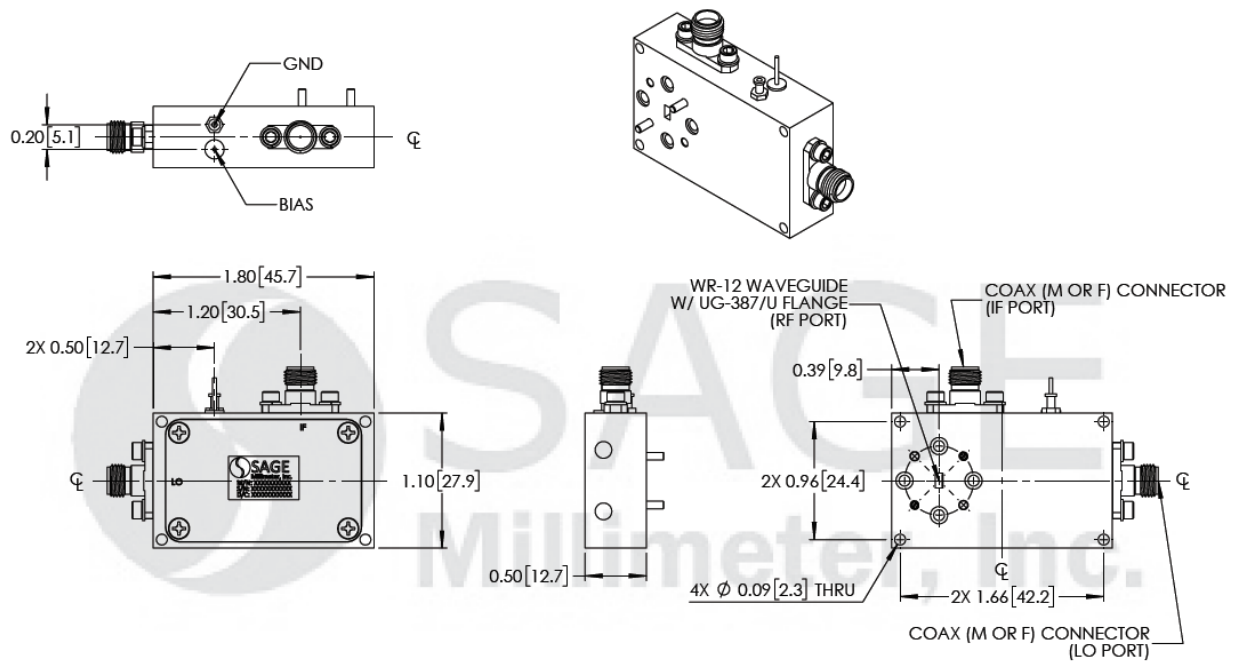 GND
0.20[5.1]
℄
BIAS
1.80[45.7]
1.20[30.5]
2X 0.50[12.7]
WR-12 WAVEGUIDE
W/ UG-387/U FLANGE
(RF PORT)
COAX (M OR F) CONNECTOR
(IF PORT)
0.39[9.8]
IF
LO
SAGE
Millimeter, Inc.
℄
1.10[27.9]
2X 0.96[24.4]
℄
0.50[12.7]
4X Ø 0.09[2.3] THRU
℄
2X 1.66[42.2]
COAX (M OR F) CONNECTOR
(LO PORT)
SAGE
Millimeter, Inc.